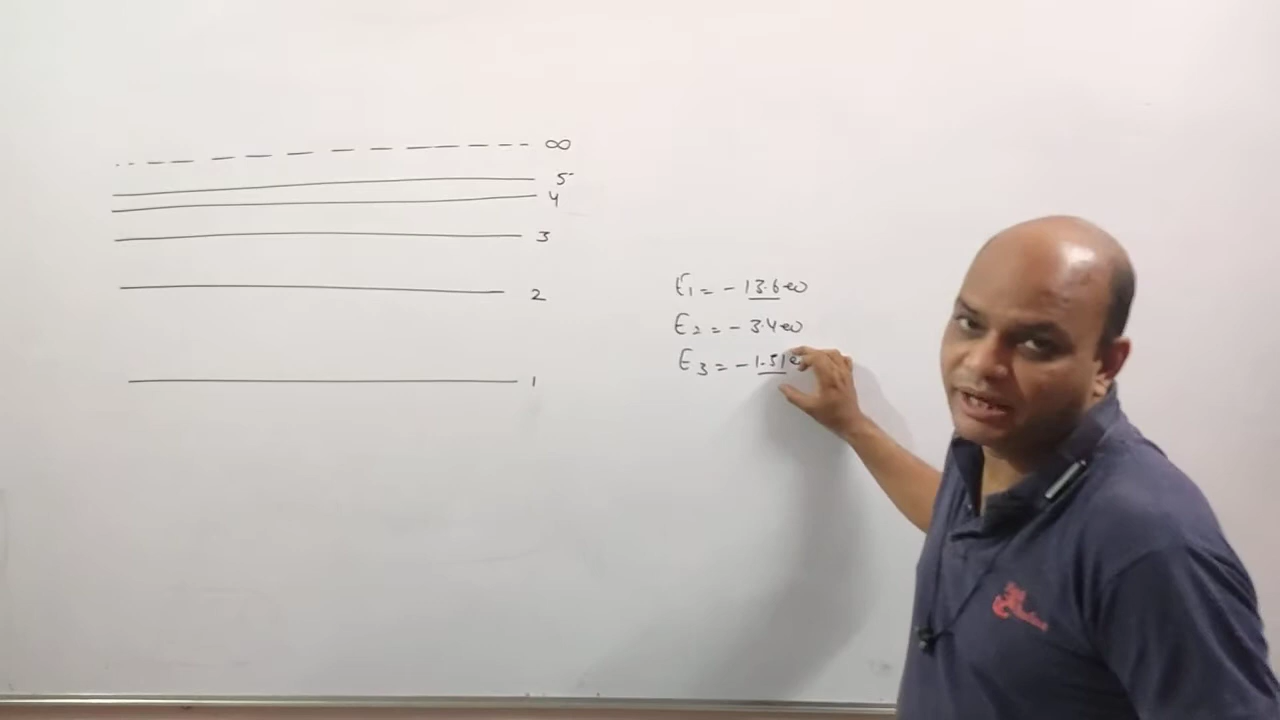 ∞
5
4
3
2
1
E₁ = - 13.6 ev
E₂ = - 3.4 ev
E₃ = - 1.51 ev